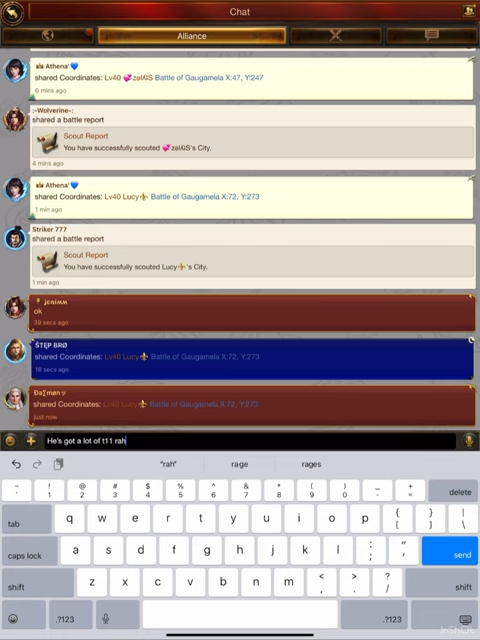 Chat
Alliance
Athena'💙
shared Coordinates: Lv40 💞zəłᎯS Battle of Gaugamela X:47, Y:247
6 mins ago
:-Wolverine-:
shared a battle report
Scout Report
You have successfully scouted 💞zəłᎯS's City.
4 mins ago
Athena'💙
shared Coordinates: Lv40 Lucy⚜ Battle of Gaugamela X:72, Y:273
1 min ago
Striker 777
shared a battle report
Scout Report
You have successfully scouted Lucy⚜'s City.
1 min ago
ok
39 secs ago
ŠTĘP BRØ
shared Coordinates: Lv40 Lucy⚜ Battle of Gaugamela X:72, Y:273
18 secs ago
shared Coordinates: Lv40 Lucy⚜ Battle of Gaugamela X:72, Y:273
just now
He's got a lot of t11 rah
"rah" rage rages
~ ! @ # $ % ^ & * ( ) _ +
` 1 2 3 4 5 6 7 8 9 0 - = delete
tab q w e r t y u i o p { [ } ] | \
caps lock a s d f g h j k l : ; " ' send
shift z x c v b n m < , > . ? / shift
.?123 .?123
InShOt